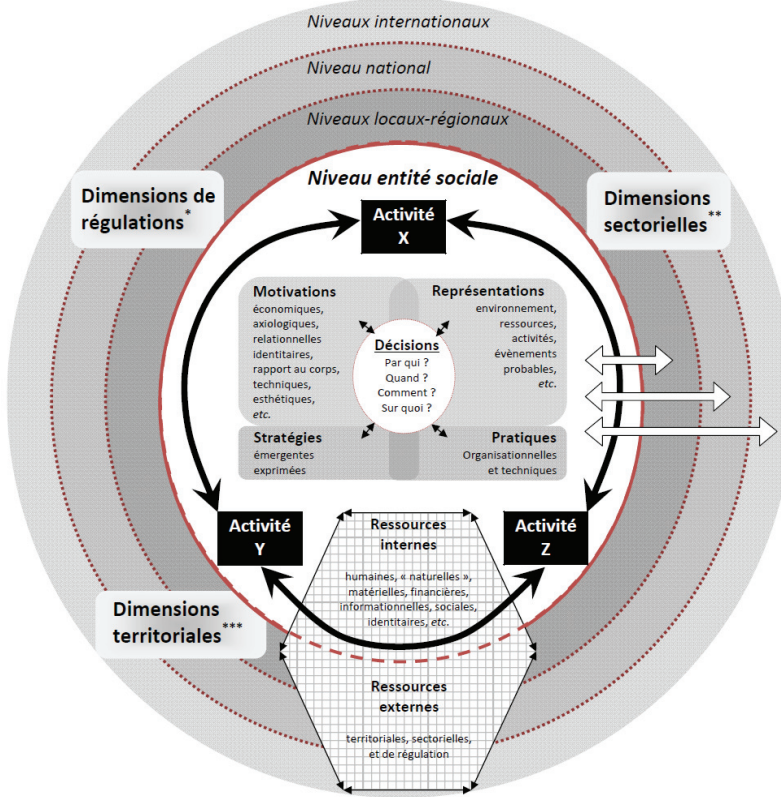 Niveaux internationaux
Niveau national
Niveaux locaux-régionaux
Niveau entité sociale
Dimensions de
régulations*
Dimensions
sectorielles**
Activité
X
Motivations
économiques,
axiologiques,
relationnelles
identitaires,
rapport au corps,
techniques,
esthétiques,
etc.
Représentations
environnement,
ressources,
activités,
évènements
probables,
etc.
Décisions
Par qui ?
Quand ?
Comment ?
Sur quoi ?
Stratégies
émergentes
exprimées
Pratiques
Organisationnelles
et techniques
Activité
Y
Activité
Z
Ressources
internes
humaines, « naturelles »,
matérielles, financières,
informationnelles, sociales,
identitaires, etc.
Dimensions
territoriales***
Ressources
externes
territoriales, sectorielles,
et de régulation